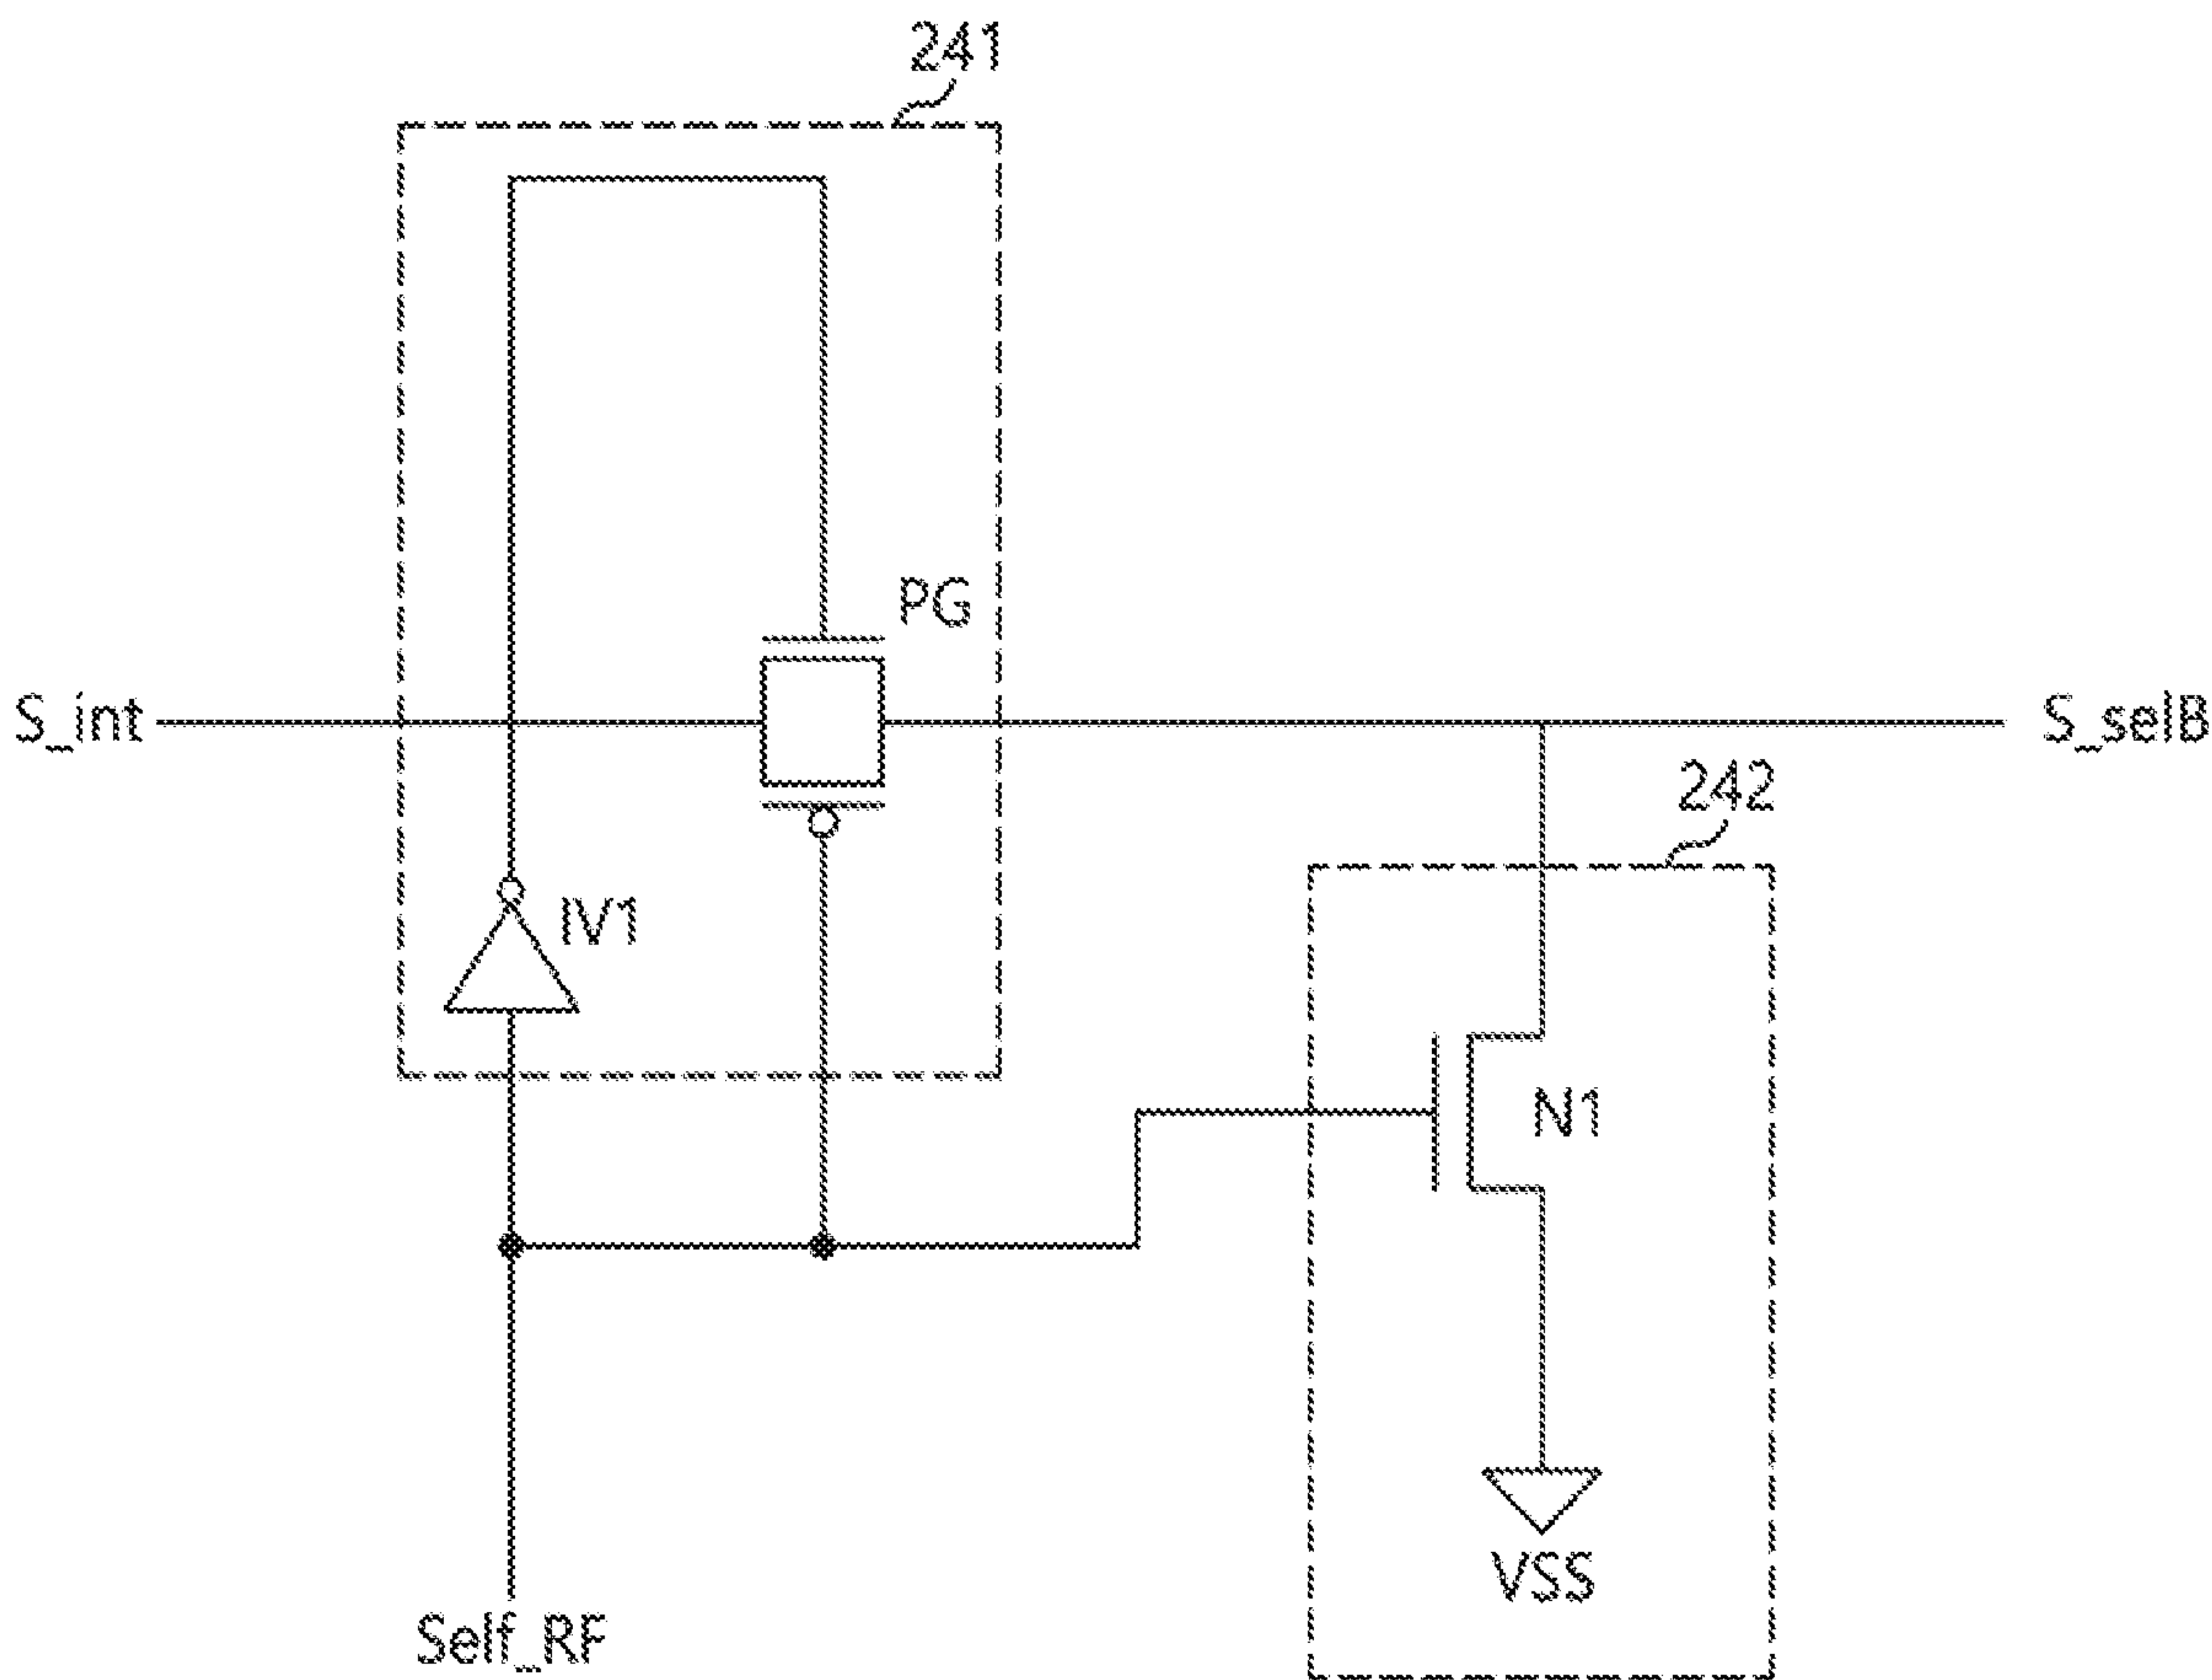 241
PG
S_int
S_selB
242
IV1
N1
VSS
Self_RF